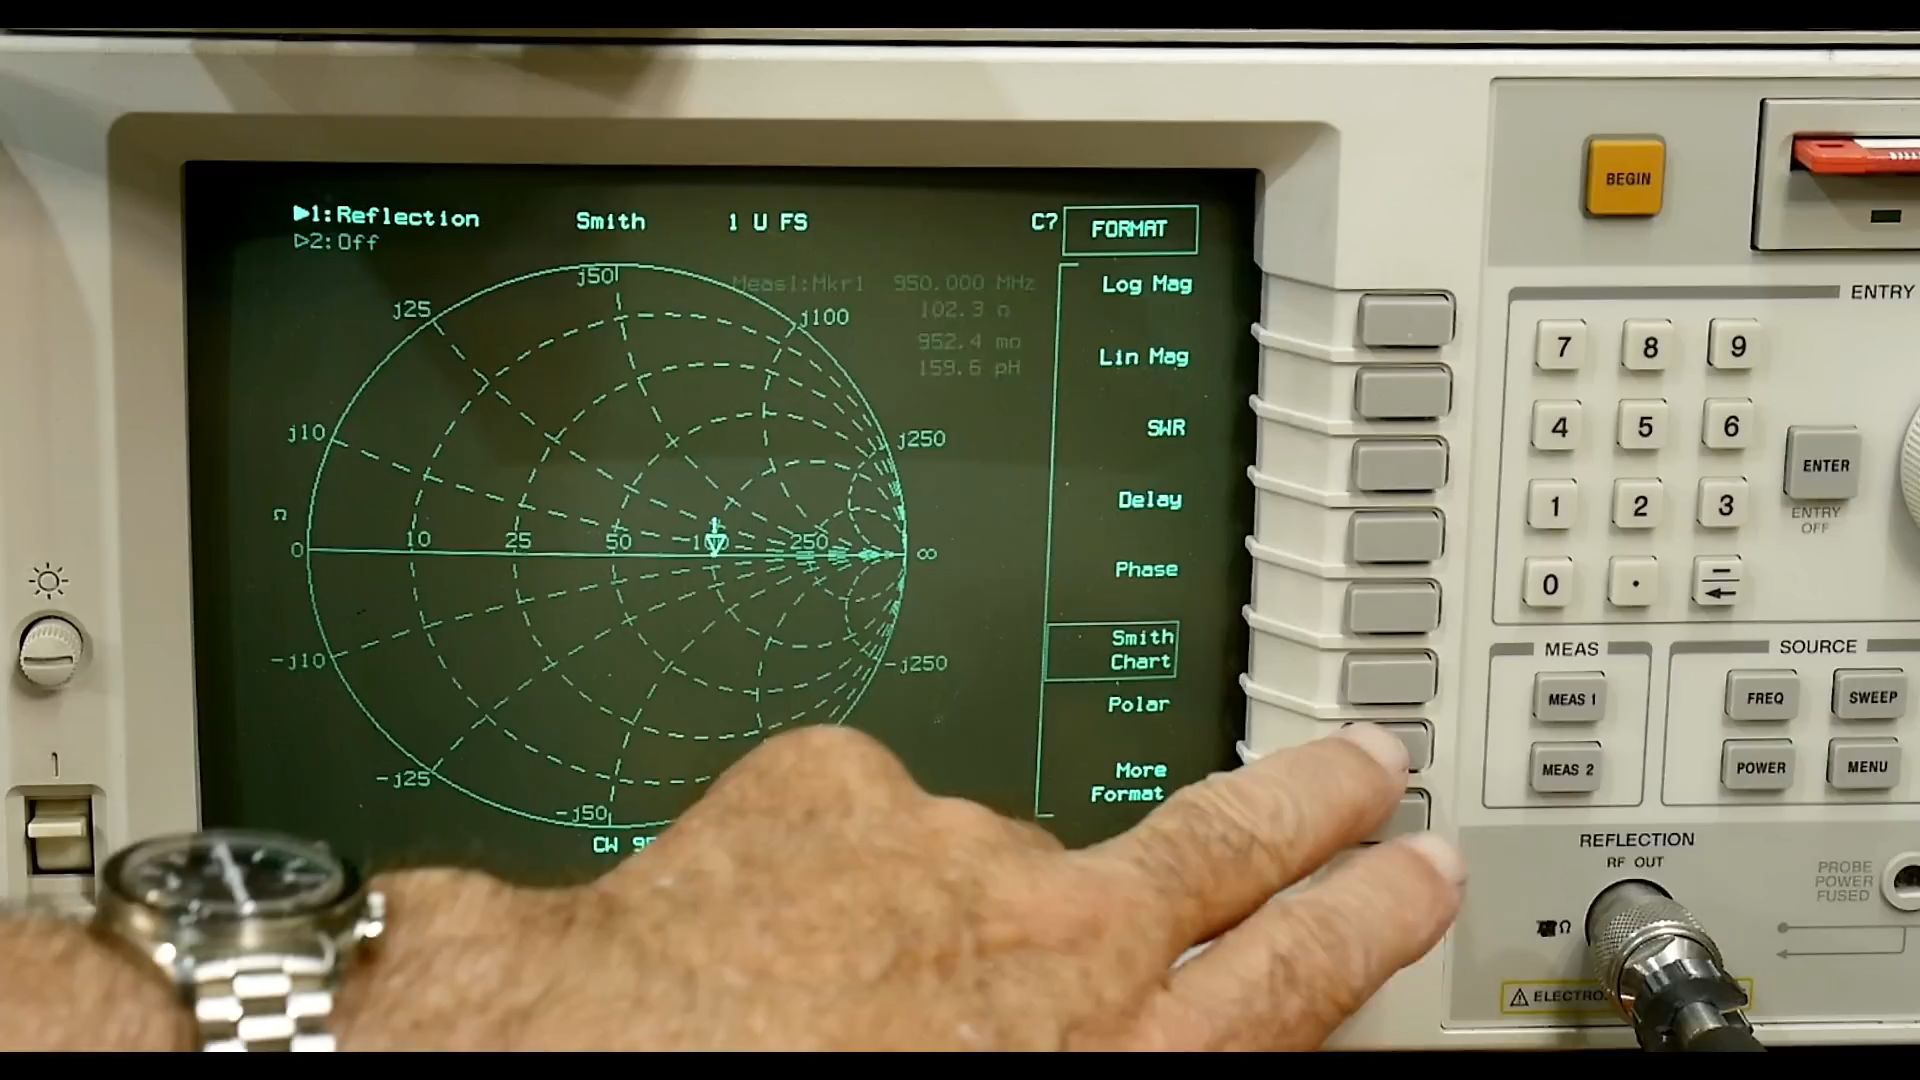 ▶1:Reflection Smith 1 U FS C? FORMAT
▷2:Off
Meas1:Mkr1 950.000 MHz
102.3 Ω
952.4 mΩ
159.6 pH
j50
j25
j100
j10
j250
Ω
0 10 25 50 100 250 ∞
-j10
-j250
-j25
-j50
Log Mag
Lin Mag
SWR
Delay
Phase
Smith
Chart
Polar
More
Format
BEGIN
ENTRY
7 8 9
4 5 6
1 2 3
0 .
ENTER
ENTRY
OFF
MEAS
MEAS 1
MEAS 2
SOURCE
FREQ SWEEP
POWER MENU
REFLECTION
RF OUT
PROBE
POWER
FUSED